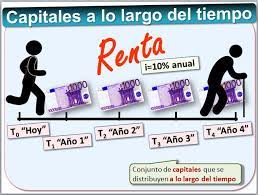 Capitales a lo largo del tiempo
Renta
i=10% anual
T₀ "Hoy"
T₁ "Año 1"
T₂ "Año 2"
T₃ "Año 3"
T₄ "Año 4"
Conjunto de capitales que se
distribuyen a lo largo del tiempo